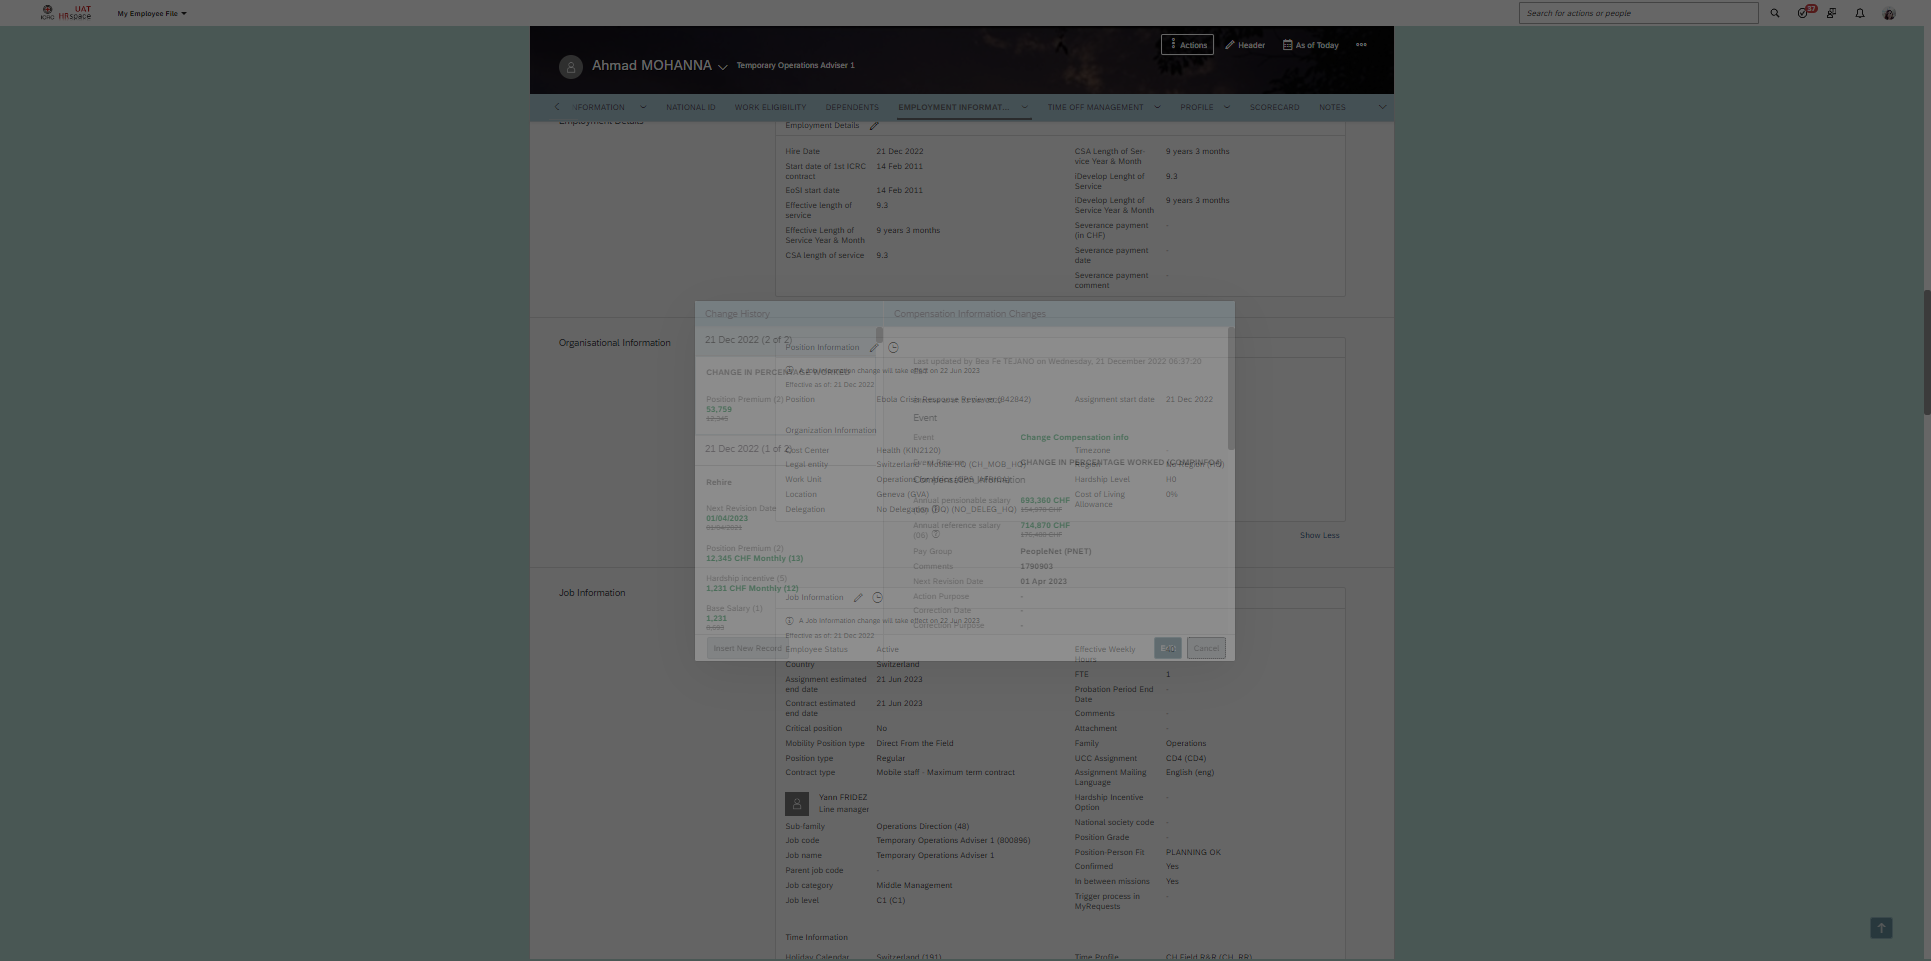 ICRC UAT HRspace My Employee File Search for actions or people 37
Actions Header As of Today
Ahmad MOHANNA Temporary Operations Adviser 1
INFORMATION NATIONAL ID WORK ELIGIBILITY DEPENDENTS EMPLOYMENT INFORMAT... TIME OFF MANAGEMENT PROFILE SCORECARD NOTES
Employment Details
Employment Details
Hire Date 21 Dec 2022
Start date of 1st ICRC contract 14 Feb 2011
EoSI start date 14 Feb 2011
Effective length of service 9.3
Effective Length of Service Year & Month 9 years 3 months
CSA length of service 9.3
CSA Length of Service Year & Month 9 years 3 months
iDevelop Lenght of Service 9.3
iDevelop Lenght of Service Year & Month 9 years 3 months
Severance payment (in CHF) -
Severance payment date -
Severance payment comment -
Change History
21 Dec 2022 (2 of 2)
CHANGE IN PERCENTAGE WORKED
Position Premium (2)
53,759
12,345
21 Dec 2022 (1 of 2)
Rehire
Next Revision Date
01/04/2023
01/04/2021
Position Premium (2)
12,345 CHF Monthly (13)
Hardship incentive (5)
1,231 CHF Monthly (12)
Base Salary (1)
1,231
Insert New Record
Compensation Information Changes
Last updated by Bea Fe TEJANO on Wednesday, 21 December 2022 06:37:20
Event
Event Change Compensation info
CHANGE IN PERCENTAGE WORKED
Compensation Information
Annual pensionable salary 693,360 CHF
Annual reference salary (06) 714,870 CHF
Pay Group PeopleNet (PNET)
Comments 1790903
Next Revision Date 01 Apr 2023
Action Purpose -
Correction Date -
Correction Purpose -
Cancel
Organisational Information
Position Information
A Job Information change will take effect on 22 Jun 2023
Effective as of: 21 Dec 2022
Position Ebola Crisis Response Reviewer (842842)
Assignment start date 21 Dec 2022
Organization Information
Cost Center Health (KIN2120)
Legal entity Switzerland - Mobile HQ (CH_MOB_HQ)
Work Unit Operations
Location Geneva (GVA)
Delegation No Delegation (HQ) (NO_DELEG_HQ)
Timezone -
Region No Region (HQ)
Hardship Level H0
Cost of Living Allowance 0%
Show Less
Job Information
Job Information
A Job Information change will take effect on 22 Jun 2023
Effective as of: 21 Dec 2022
Employee Status Active
Country Switzerland
Assignment estimated end date 21 Jun 2023
Contract estimated end date 21 Jun 2023
Critical position No
Mobility Position type Direct From the Field
Position type Regular
Contract type Mobile staff - Maximum term contract
Yann FRIDEZ
Line manager
Sub-family Operations Direction (48)
Job code Temporary Operations Adviser 1 (800896)
Job name Temporary Operations Adviser 1
Parent job code -
Job category Middle Management
Job level C1 (C1)
Effective Weekly Hours
FTE 1
Probation Period End Date -
Comments -
Attachment -
Family Operations
UCC Assignment CD4 (CD4)
Assignment Mailing Language English (eng)
Hardship Incentive Option -
National society code -
Position Grade -
Position-Person Fit PLANNING OK
Confirmed Yes
In between missions Yes
Trigger process in MyRequests -
Time Information
Holiday Calendar Switzerland (191)
Time Profile CH Field R&R (CH_RR)